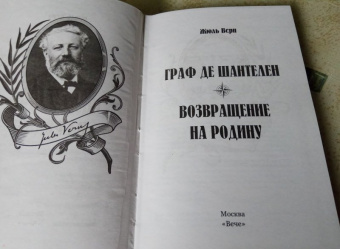 Jules Verne
Жюль Верн
ГРАФ ДЕ ШАНТЕЛЕН
ВОЗВРАЩЕНИЕ
НА РОДИНУ
Москва
«Вече»